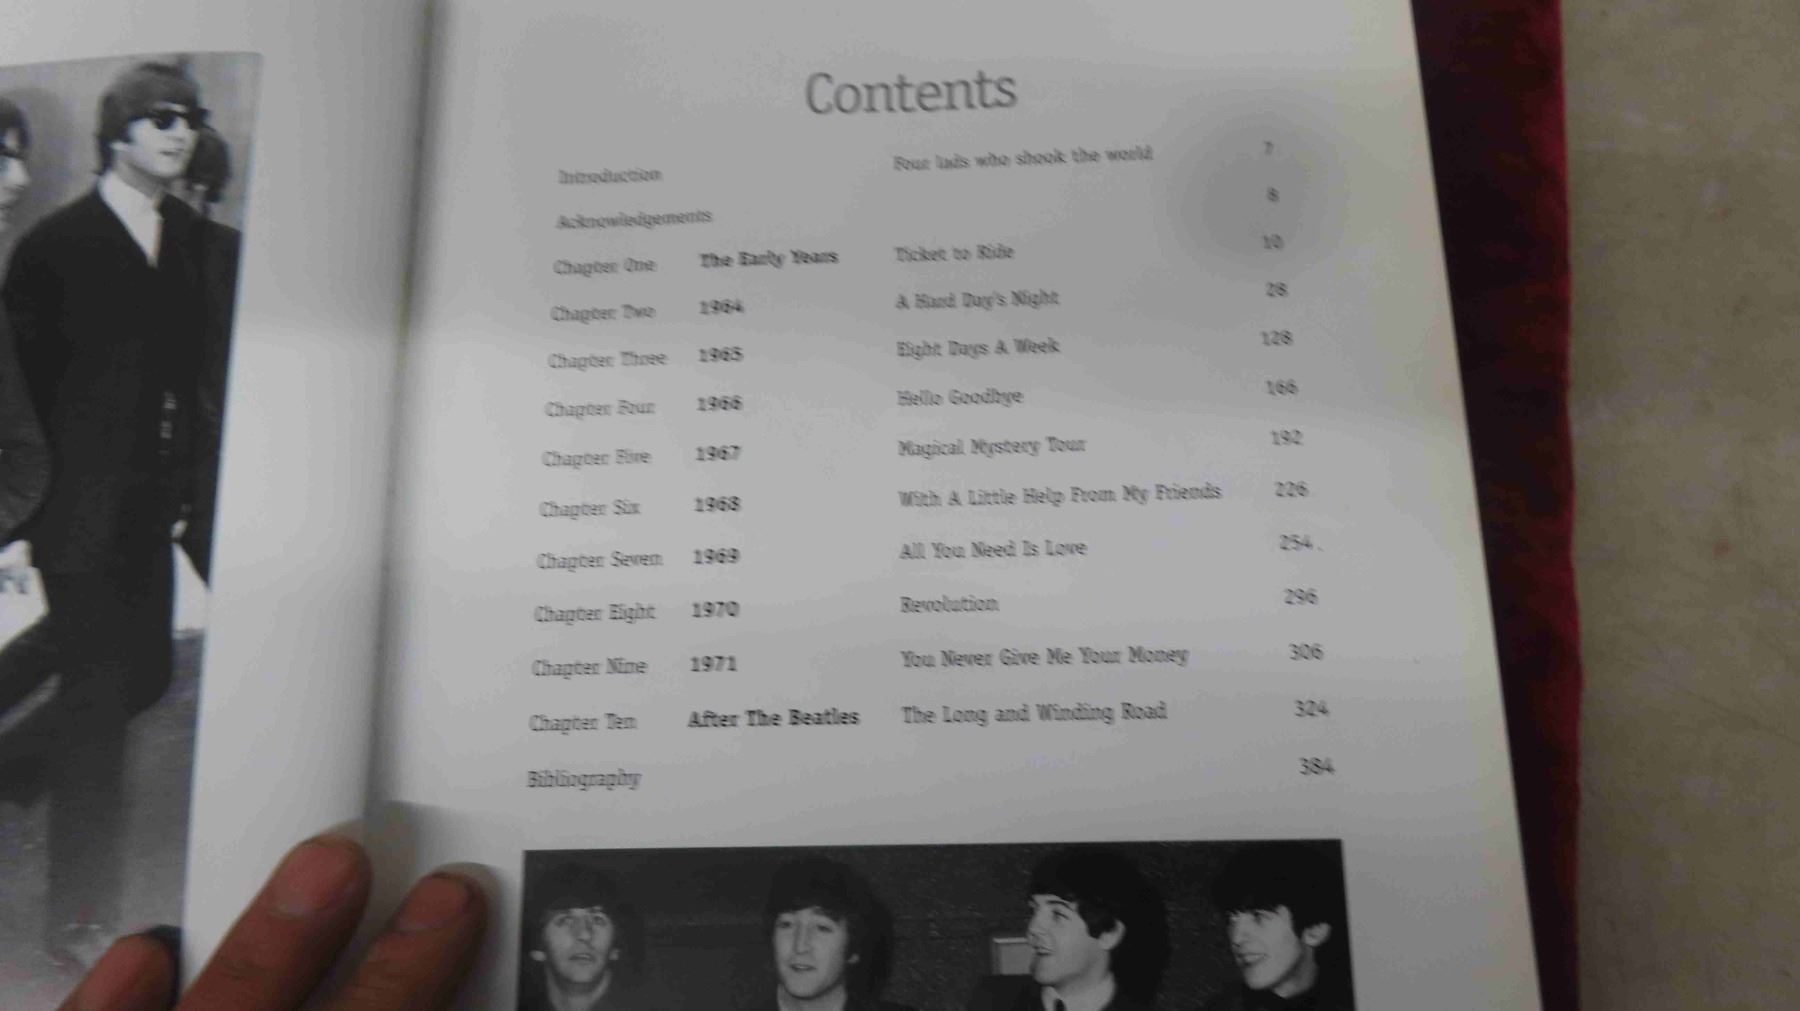 Contents
Introduction Four lads who shook the world 7
Acknowledgements 8
Chapter One The Early Years Ticket to Ride 10
Chapter Two 1964 A Hard Day's Night 28
Chapter Three 1965 Eight Days A Week 128
Chapter Four 1966 Hello Goodbye 166
Chapter Five 1967 Magical Mystery Tour 192
Chapter Six 1968 With A Little Help From My Friends 226
Chapter Seven 1969 All You Need Is Love 254
Chapter Eight 1970 Revolution 296
Chapter Nine 1971 You Never Give Me Your Money 306
Chapter Ten After The Beatles The Long and Winding Road 324
Bibliography 384